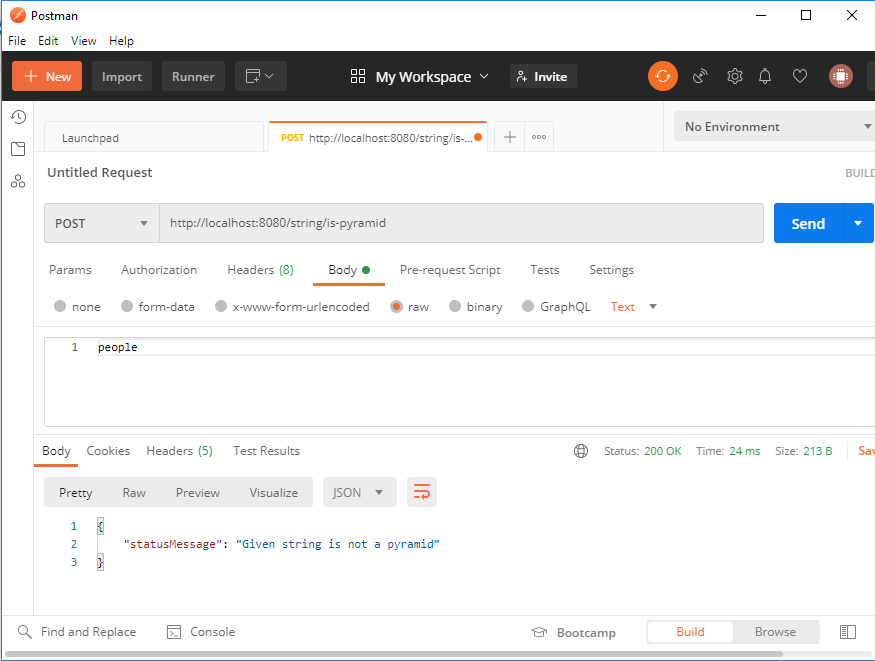 Postman
File Edit View Help
New Import Runner My Workspace Invite
Launchpad POST http://localhost:8080/string/is-... No Environment
Untitled Request BUILD
POST http://localhost:8080/string/is-pyramid Send
Params Authorization Headers (8) Body Pre-request Script Tests Settings
none form-data x-www-form-urlencoded raw binary GraphQL Text
1 people
Body Cookies Headers (5) Test Results Status: 200 OK Time: 24 ms Size: 213 B Sav
Pretty Raw Preview Visualize JSON
1 {
2 "statusMessage": "Given string is not a pyramid"
3 }
Find and Replace Console Bootcamp Build Browse